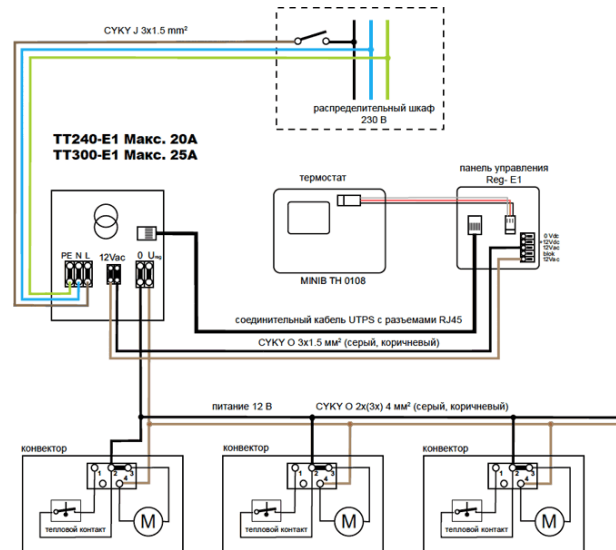 CYKY J 3x1.5 mm²
распределительный шкаф
230 В
TT240-E1 Макс. 20A
TT300-E1 Макс. 25A
термостат
панель управления
Reg- E1
PE N L
12Vac
0 Ureg
MINIB TH 0108
0 Vdc
+12Vdc
12Vac
blok
12Vac
соединительный кабель UTPS с разъемами RJ45
CYKY O 3x1.5 мм² (серый, коричневый)
питание 12 В
CYKY O 2x(3x) 4 мм² (серый, коричневый)
конвектор
1 2 3
4
тепловой контакт
M
конвектор
1 2 3
4
тепловой контакт
M
конвектор
1 2 3
4
тепловой контакт
M